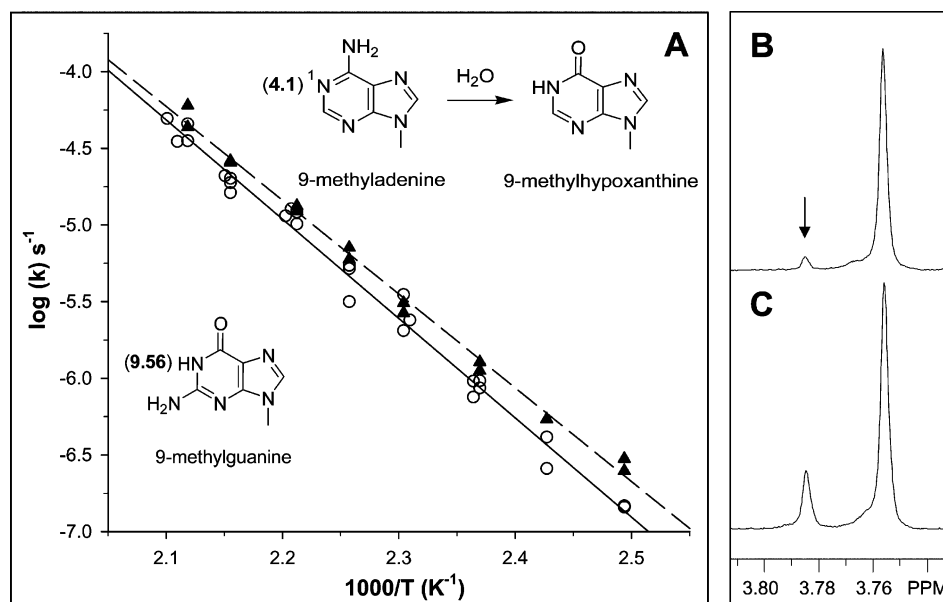 A
log (k) s-1
-4.0
-4.5
-5.0
-5.5
-6.0
-6.5
-7.0
2.1
2.2
2.3
2.4
2.5
1000/T (K-1)
NH2
(4.1)
1
N
N
N
N
H2O
O
HN
N
N
N
9-methyladenine
9-methylhypoxanthine
O
(9.56)
HN
N
H2N
N
N
9-methylguanine
B
C
3.80
3.78
3.76
PPM